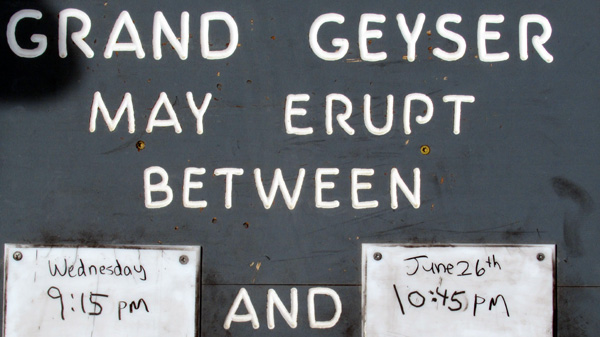 GRAND GEYSER
MAY ERUPT
BETWEEN
Wednesday
9:15 pm
AND
June 26th
10:45 pm